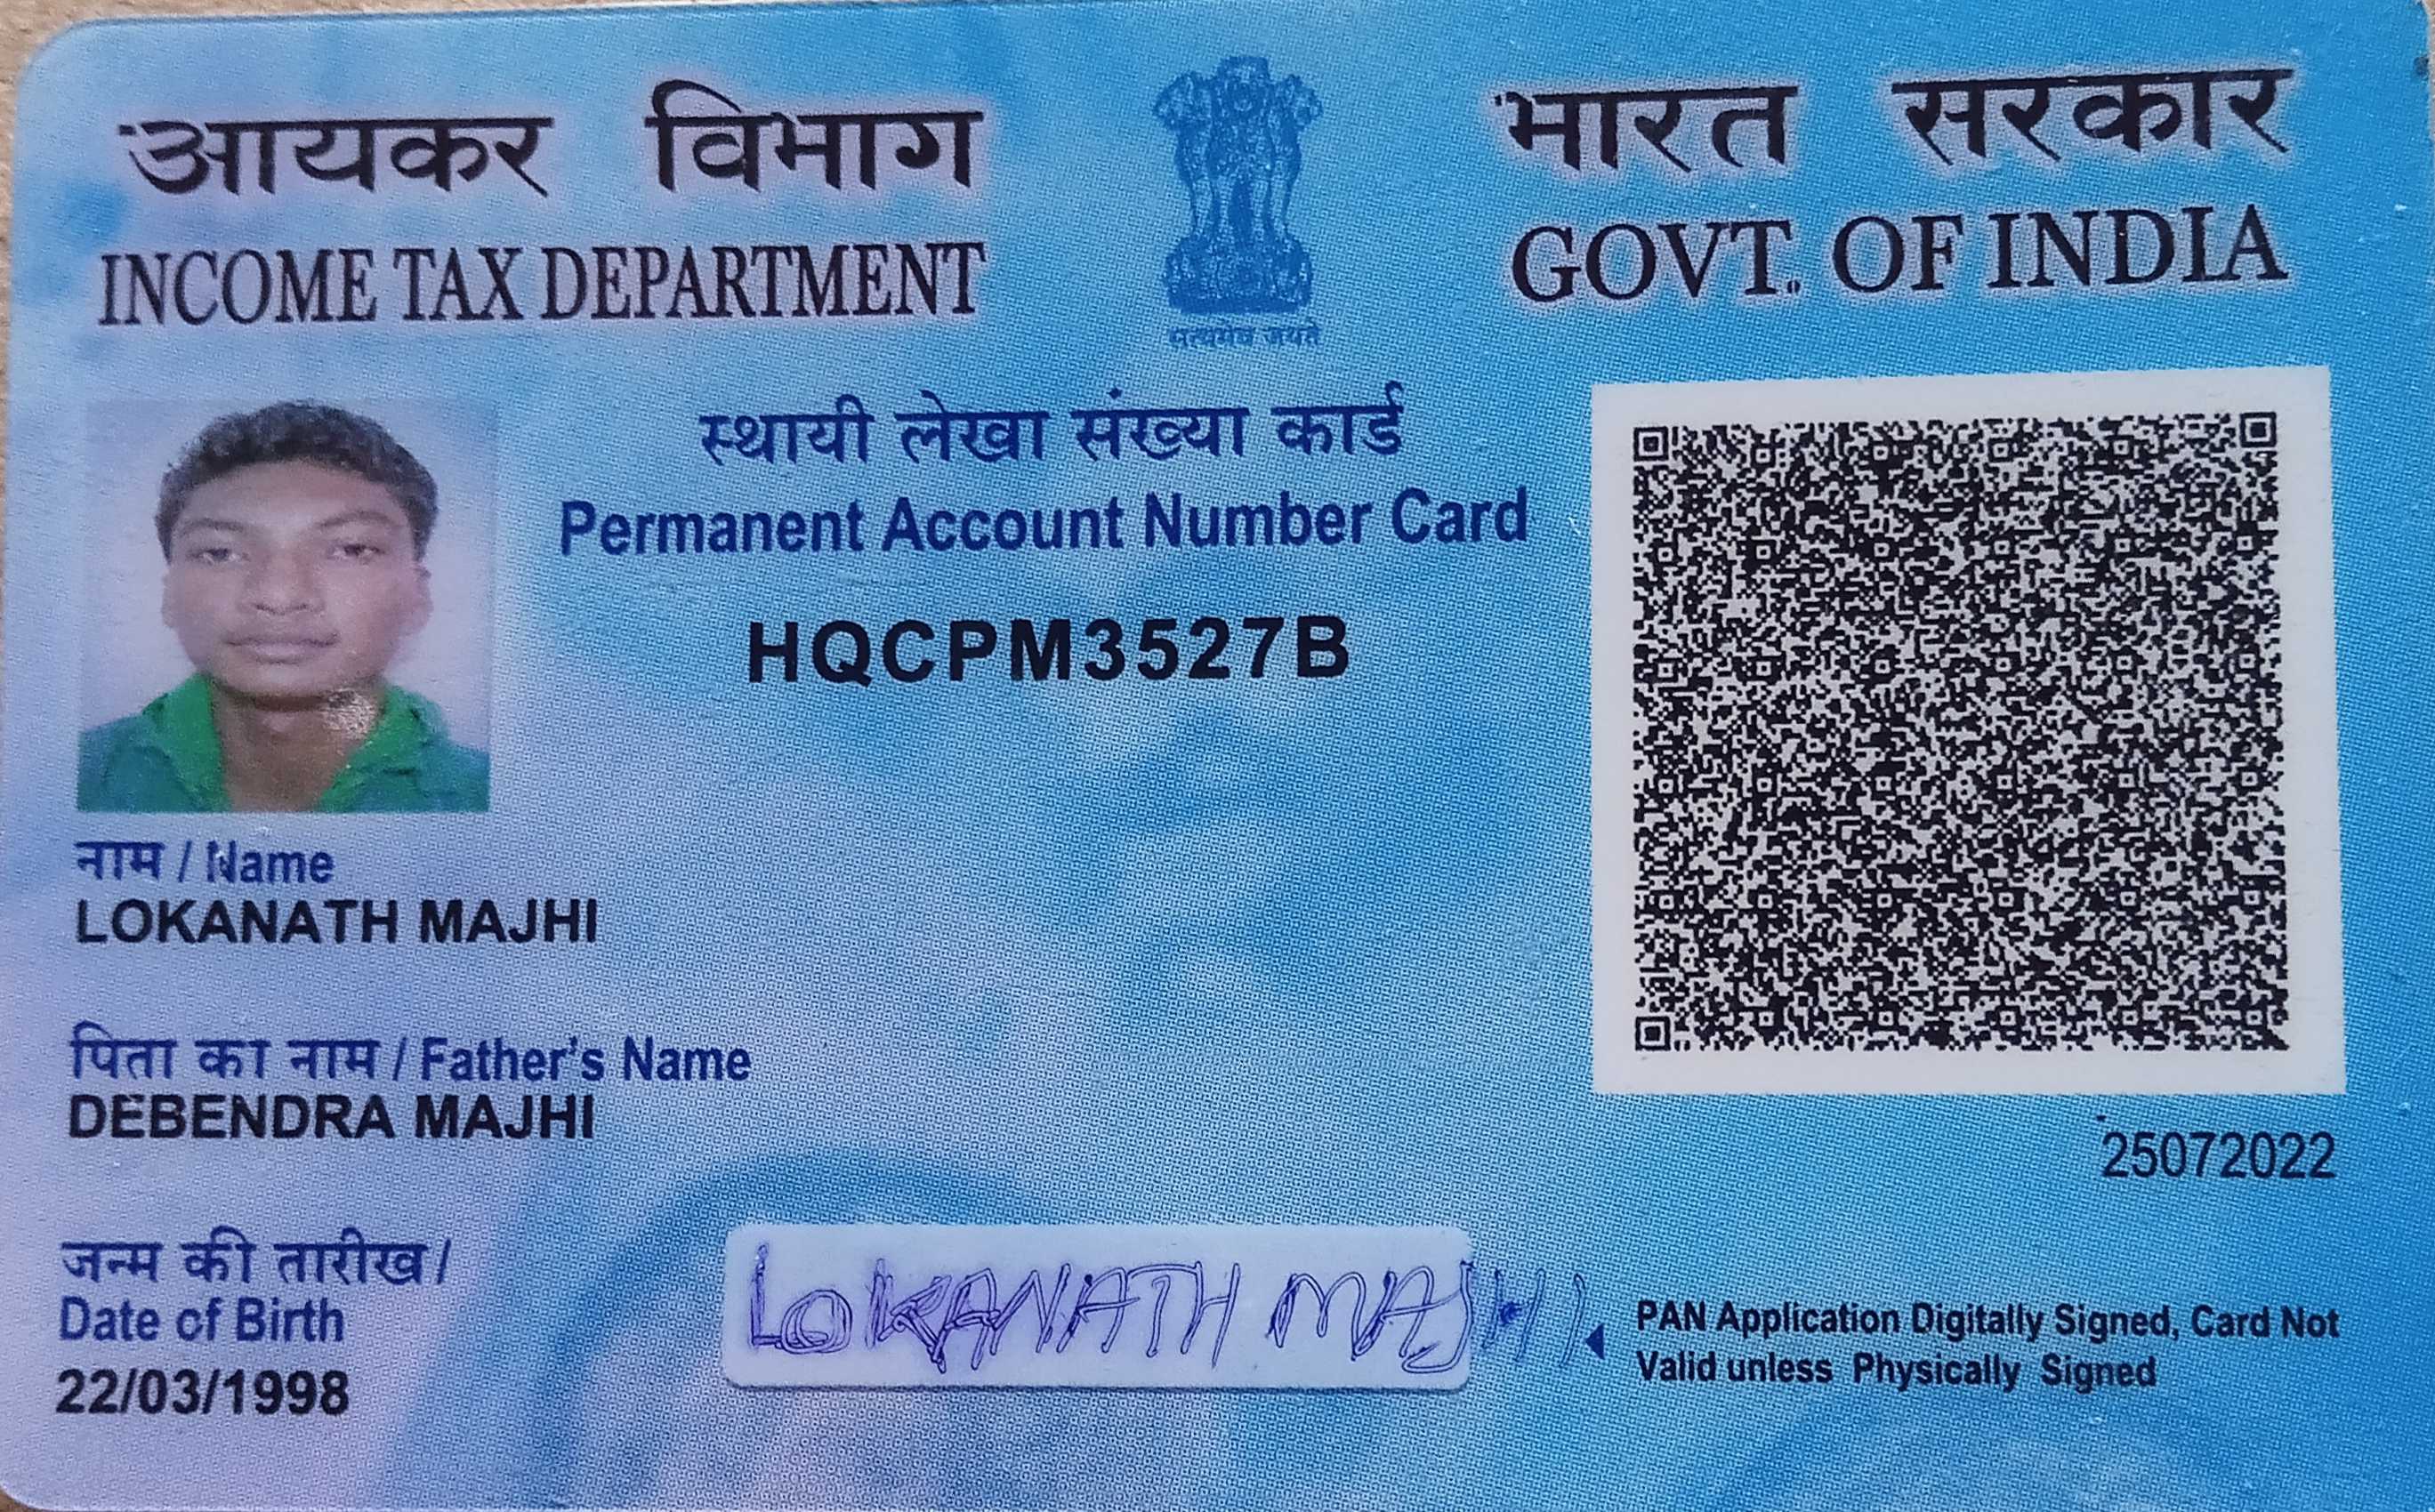 आयकर विभाग
INCOME TAX DEPARTMENT
सत्यमेव जयते
भारत सरकार
GOVT. OF INDIA
स्थायी लेखा संख्या कार्ड
Permanent Account Number Card
HQCPM3527B
नाम / Name
LOKANATH MAJHI
पिता का नाम / Father's Name
DEBENDRA MAJHI
25072022
जन्म की तारीख /
Date of Birth
22/03/1998
LOKANATH MAJHI
PAN Application Digitally Signed, Card Not
Valid unless Physically Signed